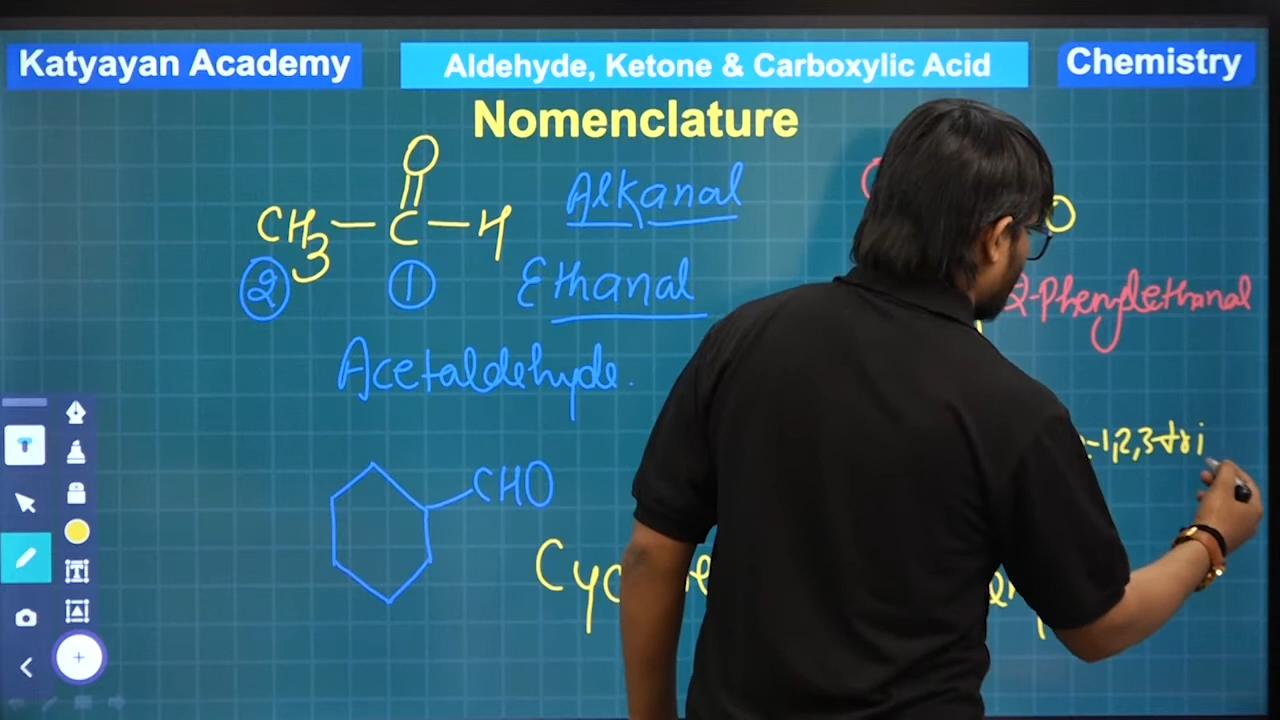 Katyayan Academy
Aldehyde, Ketone & Carboxylic Acid
Chemistry
Nomenclature
O
CH3 — C — H
② ①
Alkanal
Ethanal
Acetaldehyde.
O
2-Phenylethanal
CHO
-1,2,3-tri
Cyc